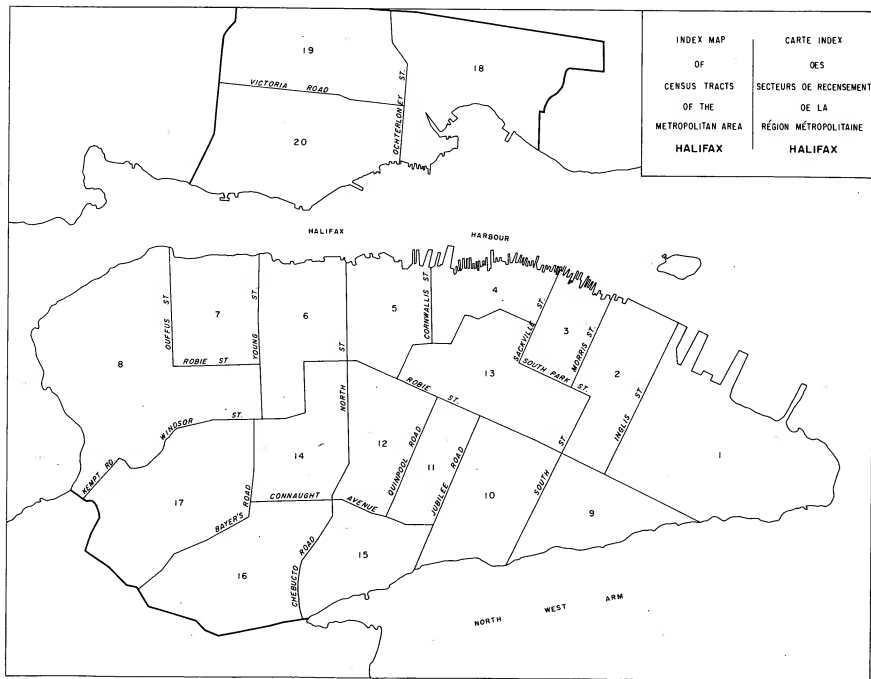 INDEX MAP
OF
CENSUS TRACTS
OF THE
METROPOLITAN AREA
HALIFAX
CARTE INDEX
OES
SECTEURS DE RECENSEMENT
DE LA
RÉGION MÉTROPOLITAINE
HALIFAX
19
18
VICTORIA ROAD
OCHTERLONEY ST.
20
HALIFAX HARBOUR
DUFFUS ST.
7
YOUNG ST.
6
NORTH ST.
5
CORNWALLIS ST.
4
SACKVILLE ST.
3
MORRIS ST.
2
INGLIS ST.
1
8
ROBIE ST.
13
SOUTH PARK ST.
ROBIE ST.
WINDSOR ST.
KEMPT RD
14
12
QUINPOOL ROAD
11
JUBILEE ROAD
10
SOUTH ST.
9
17
BAYER'S ROAD
CONNAUGHT AVENUE
16
CHEBUCTO ROAD
15
NORTH WEST ARM